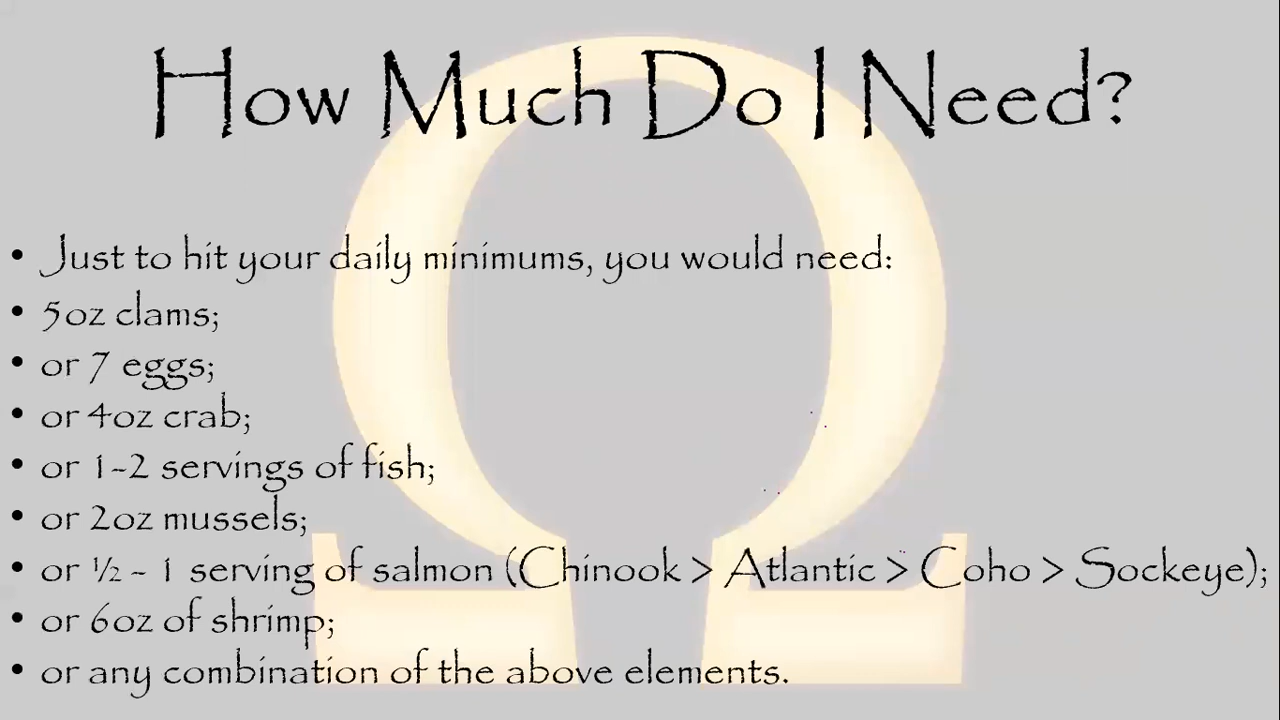 How Much Do I Need?
• Just to hit your daily minimums, you would need:
• 5oz clams;
• or 7 eggs;
• or 4oz crab;
• or 1-2 servings of fish;
• or 2oz mussels;
• or ½ - 1 serving of salmon (Chinook > Atlantic > Coho > Sockeye);
• or 6oz of shrimp;
• or any combination of the above elements.